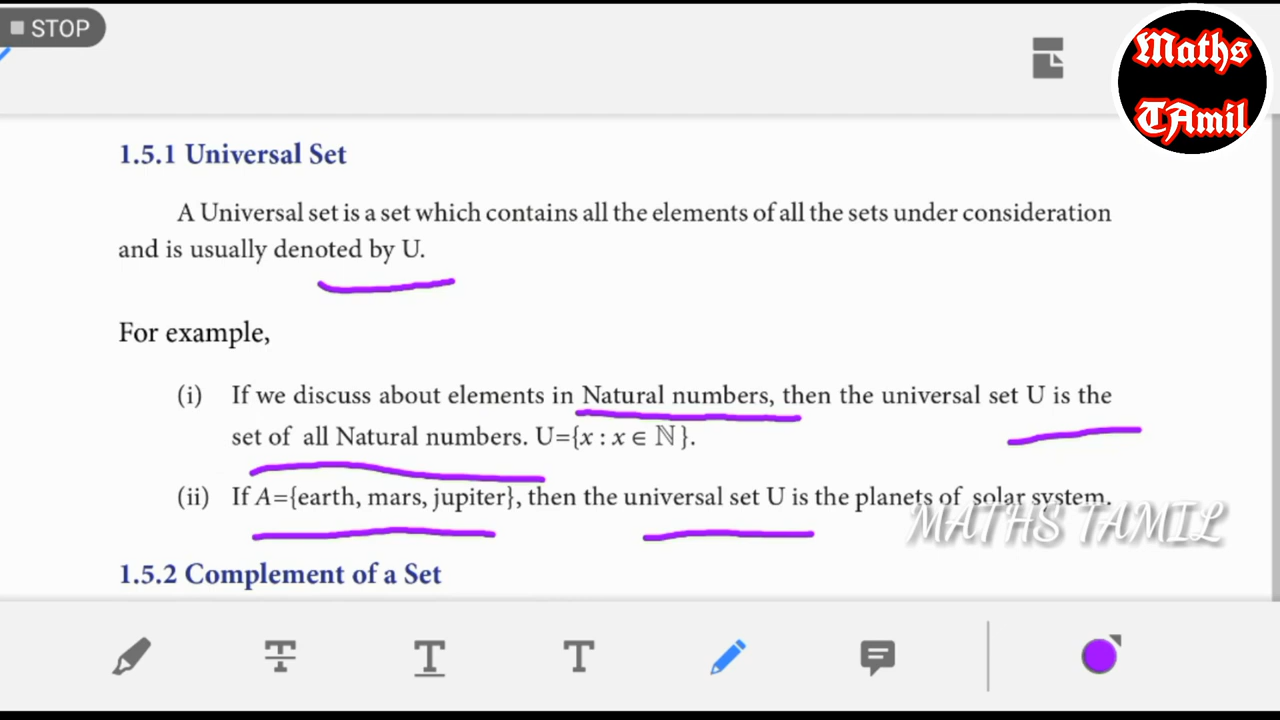 STOP
Maths
TAmil
1.5.1 Universal Set
A Universal set is a set which contains all the elements of all the sets under consideration
and is usually denoted by U.
For example,
(i) If we discuss about elements in Natural numbers, then the universal set U is the
set of all Natural numbers. U={x : x ∈ ℕ}.
(ii) If A={earth, mars, jupiter}, then the universal set U is the planets of solar system.
MATHS TAMIL
1.5.2 Complement of a Set
T T T